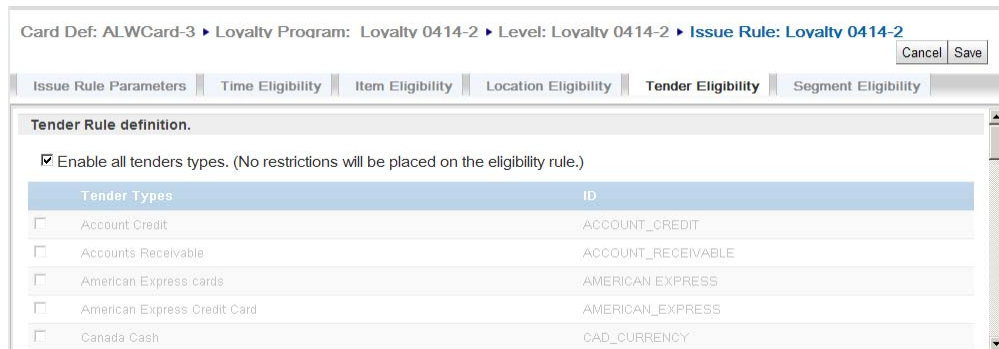 Card Def: ALWCard-3 ▸ Loyalty Program: Loyalty 0414-2 ▸ Level: Loyalty 0414-2 ▸ Issue Rule: Loyalty 0414-2
Cancel Save
Issue Rule Parameters Time Eligibility Item Eligibility Location Eligibility Tender Eligibility Segment Eligibility
Tender Rule definition.
Enable all tenders types. (No restrictions will be placed on the eligibility rule.)
Tender Types ID
Account Credit ACCOUNT_CREDIT
Accounts Receivable ACCOUNT_RECEIVABLE
American Express cards AMERICAN EXPRESS
American Express Credit Card AMERICAN_EXPRESS
Canada Cash CAD_CURRENCY